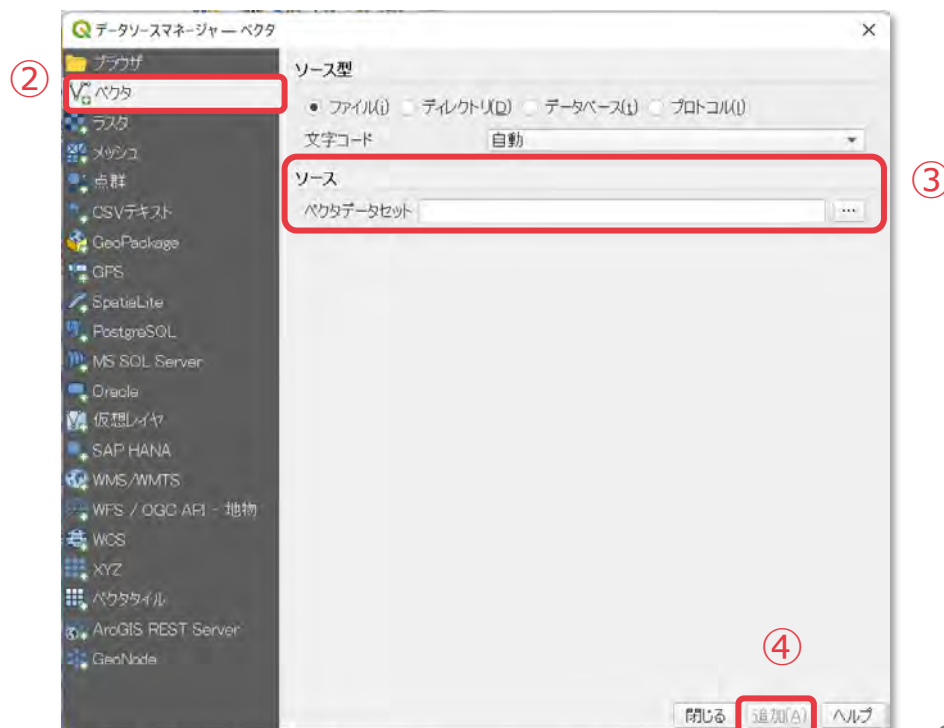 データソースマネージャー — ベクタ
②
ブラウザ
ベクタ
ラスタ
メッシュ
点群
CSVテキスト
GeoPackage
GPS
SpatiaLite
PostgreSQL
MS SQL Server
Oracle
仮想レイヤ
SAP HANA
WMS/WMTS
WFS / OGC API - 地物
WCS
XYZ
ベクタタイル
ArcGIS REST Server
GeoNode
ソース型
ファイル(i) ディレクトリ(D) データベース(t) プロトコル(l)
文字コード 自動
③
ソース
ベクタデータセット ...
④
閉じる 追加(A) ヘルプ